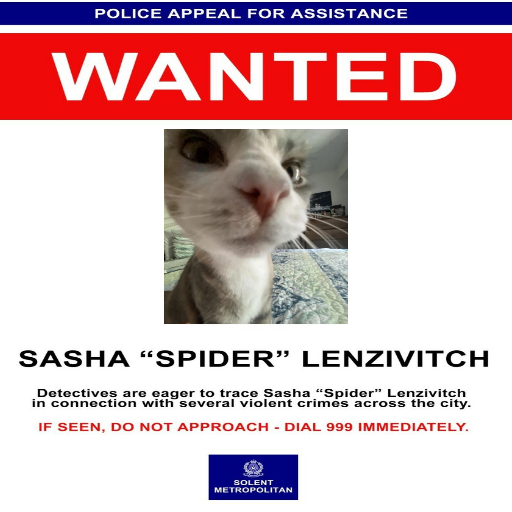 POLICE APPEAL FOR ASSISTANCE
WANTED
SASHA “SPIDER” LENZIVITCH
Detectives are eager to trace Sasha “Spider” Lenzivitch
in connection with several violent crimes across the city.
IF SEEN, DO NOT APPROACH - DIAL 999 IMMEDIATELY.
SOLENT
METROPOLITAN